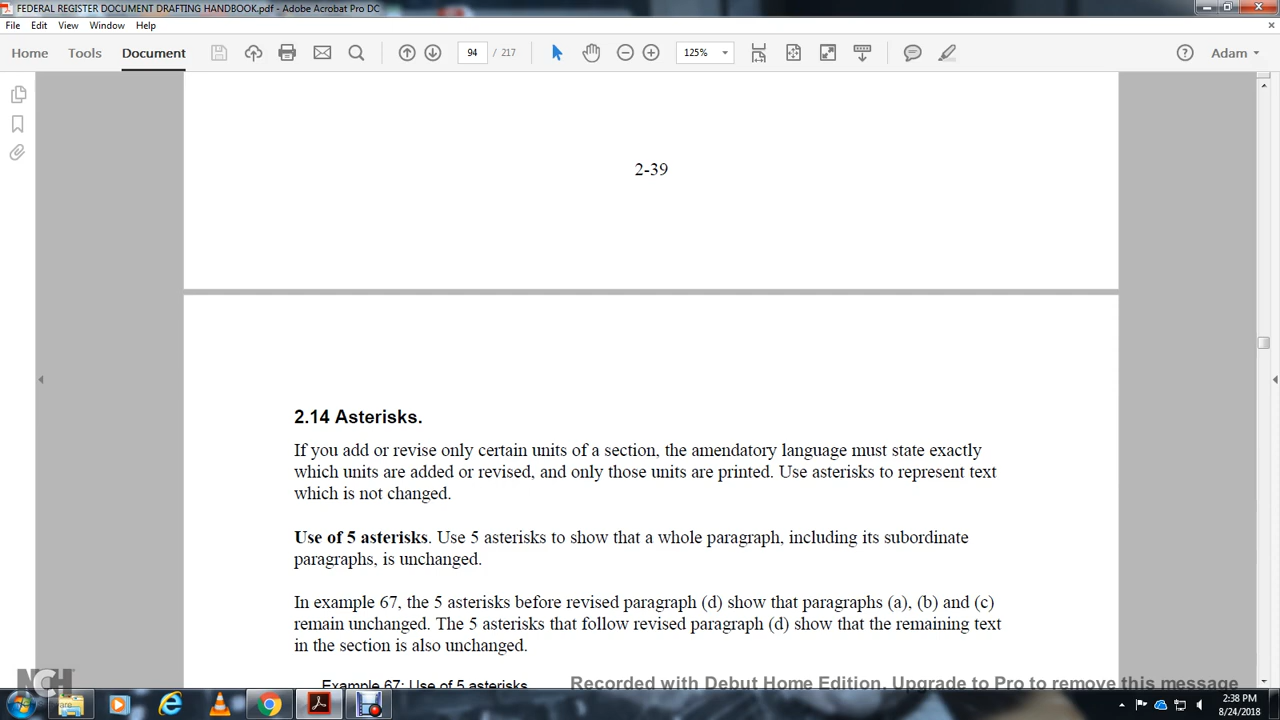 FEDERAL REGISTER DOCUMENT DRAFTING HANDBOOK.pdf - Adobe Acrobat Pro DC
File Edit View Window Help
Home Tools Document 94 / 217 125% Adam
2-39
2.14 Asterisks.
If you add or revise only certain units of a section, the amendatory language must state exactly
which units are added or revised, and only those units are printed. Use asterisks to represent text
which is not changed.
Use of 5 asterisks. Use 5 asterisks to show that a whole paragraph, including its subordinate
paragraphs, is unchanged.
In example 67, the 5 asterisks before revised paragraph (d) show that paragraphs (a), (b) and (c)
remain unchanged. The 5 asterisks that follow revised paragraph (d) show that the remaining text
in the section is also unchanged.
Example 67: Use of 5 asterisks
Recorded with Debut Home Edition. Upgrade to Pro to remove this message
NCH
2:38 PM
8/24/2018